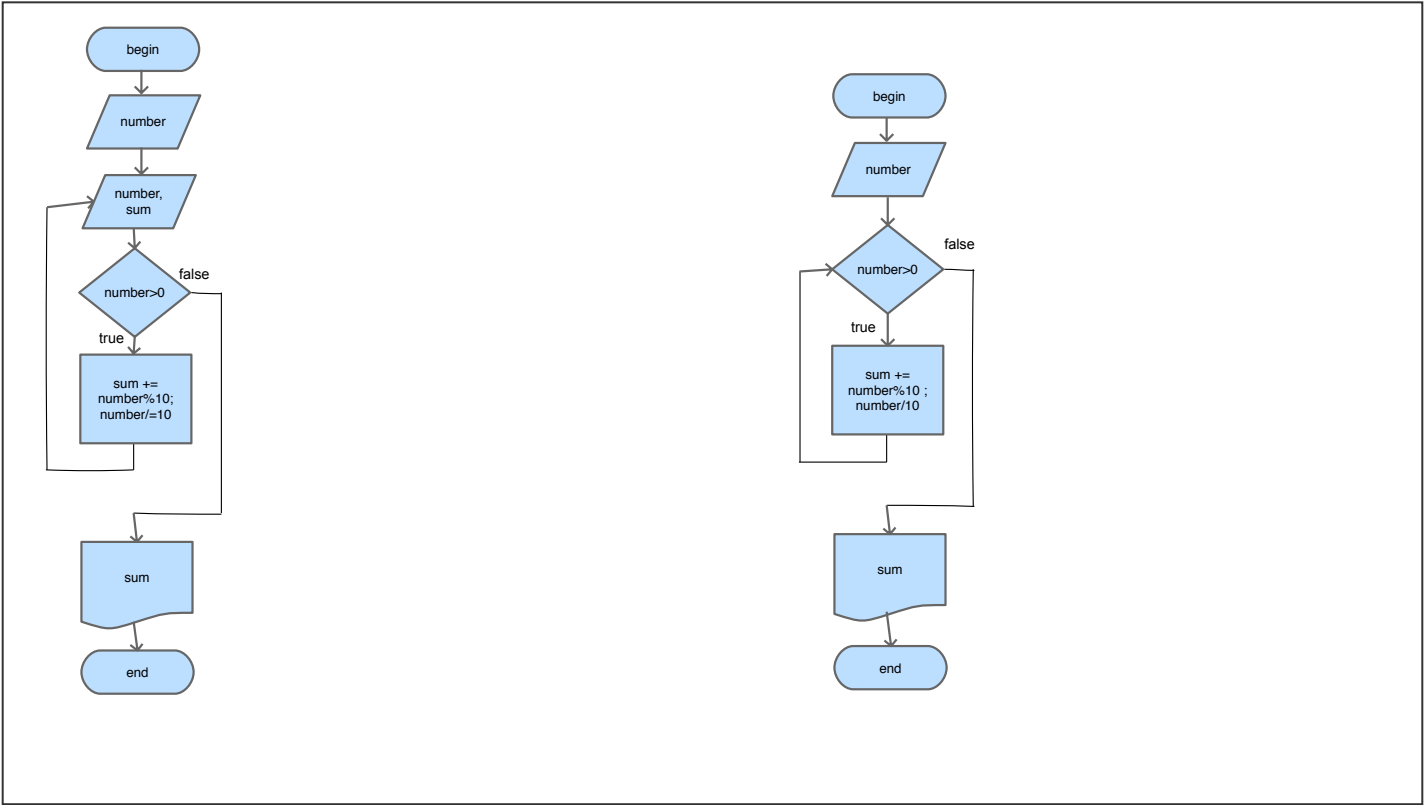 begin
number
number,
sum
false
number>0
true
sum +=
number%10;
number/=10
sum
end
begin
number
false
number>0
true
sum +=
number%10 ;
number/10
sum
end